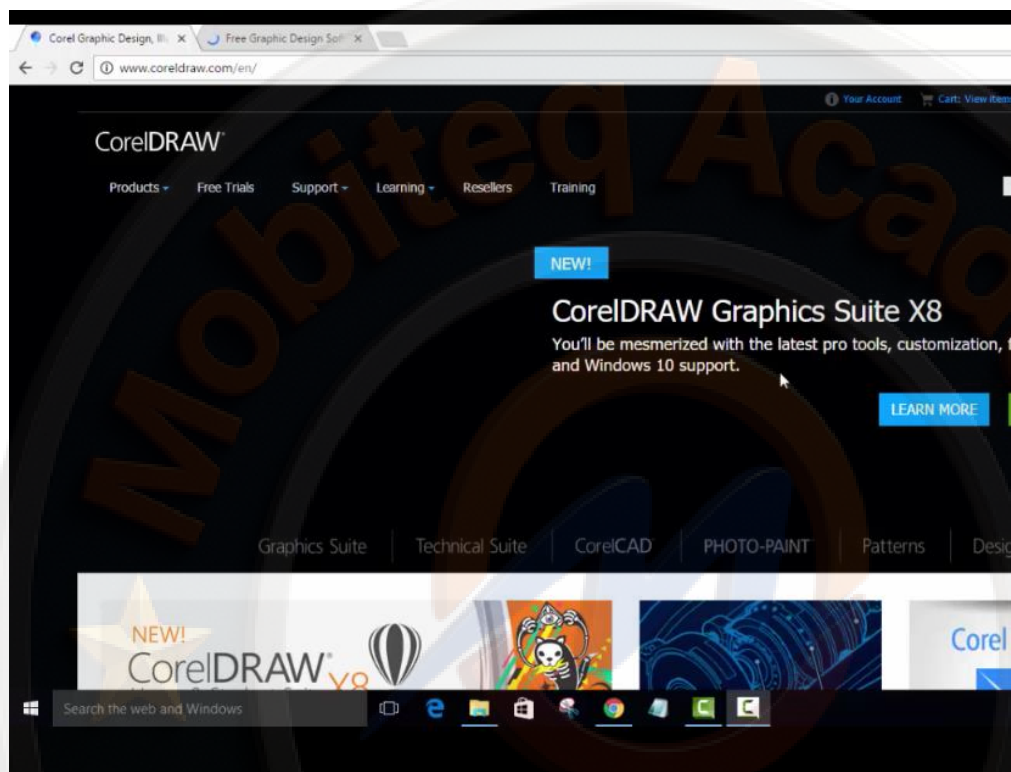 Corel Graphic Design, Ill
Free Graphic Design Sof
www.coreldraw.com/en/
Your Account Cart: View item
CorelDRAW
Products Free Trials Support Learning Resellers Training
NEW!
CorelDRAW Graphics Suite X8
You'll be mesmerized with the latest pro tools, customization, f
and Windows 10 support.
LEARN MORE
Graphics Suite Technical Suite CorelCAD PHOTO-PAINT Patterns Desig
NEW!
CorelDRAW X8
Corel
Search the web and Windows
Mobiteq Acad